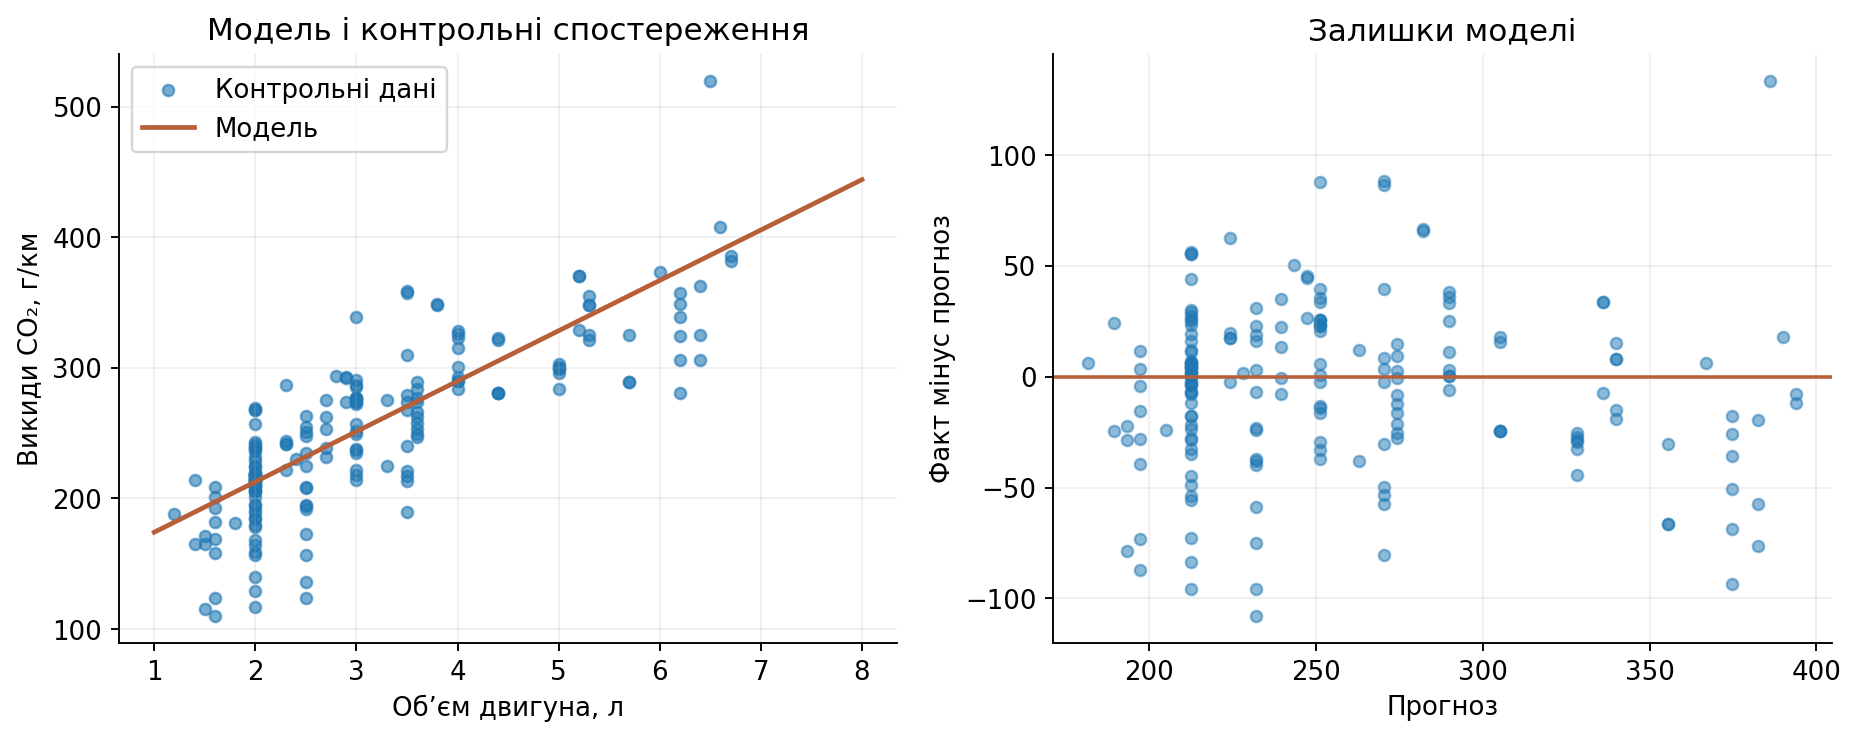 Модель і контрольні спостереження
Контрольні дані
Модель
500
400
300
200
100
1 2 3 4 5 6 7 8
Викиди CO₂, г/км
Об’єм двигуна, л
Залишки моделі
100
50
0
−50
−100
200 250 300 350 400
Факт мінус прогноз
Прогноз